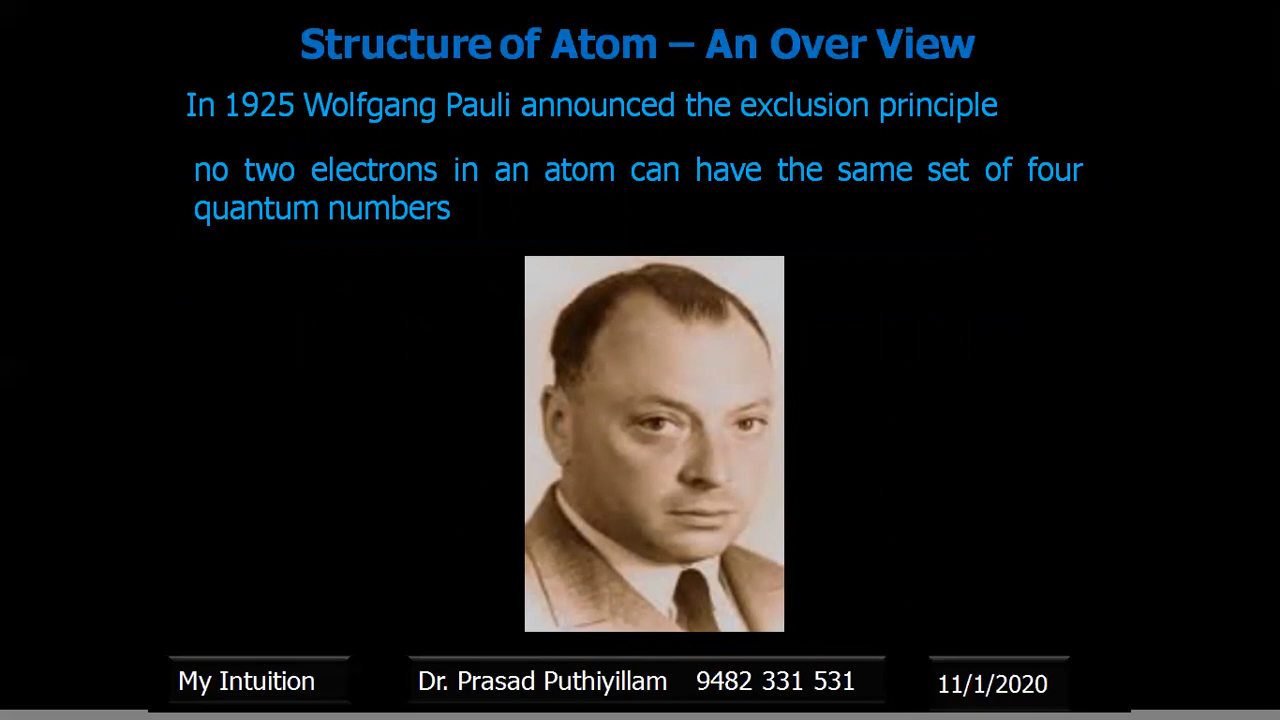 Structure of Atom – An Over View
In 1925 Wolfgang Pauli announced the exclusion principle
no two electrons in an atom can have the same set of four
quantum numbers
My Intuition
Dr. Prasad Puthiyillam 9482 331 531
11/1/2020